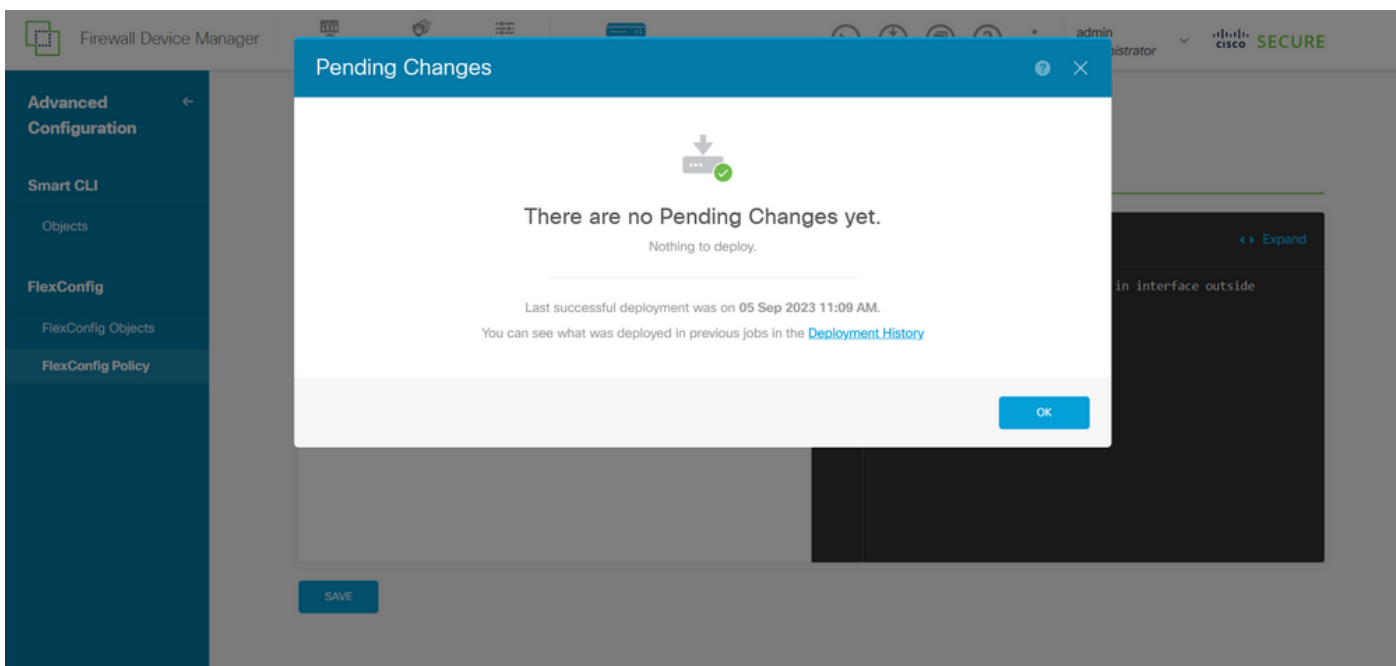 Firewall Device Manager
admin
cisco SECURE
Pending Changes
Advanced
Configuration
Smart CLI
Objects
FlexConfig
FlexConfig Objects
FlexConfig Policy
There are no Pending Changes yet.
Nothing to deploy.
Last successful deployment was on 05 Sep 2023 11:09 AM.
You can see what was deployed in previous jobs in the Deployment History
OK
Expand
in interface outside
SAVE